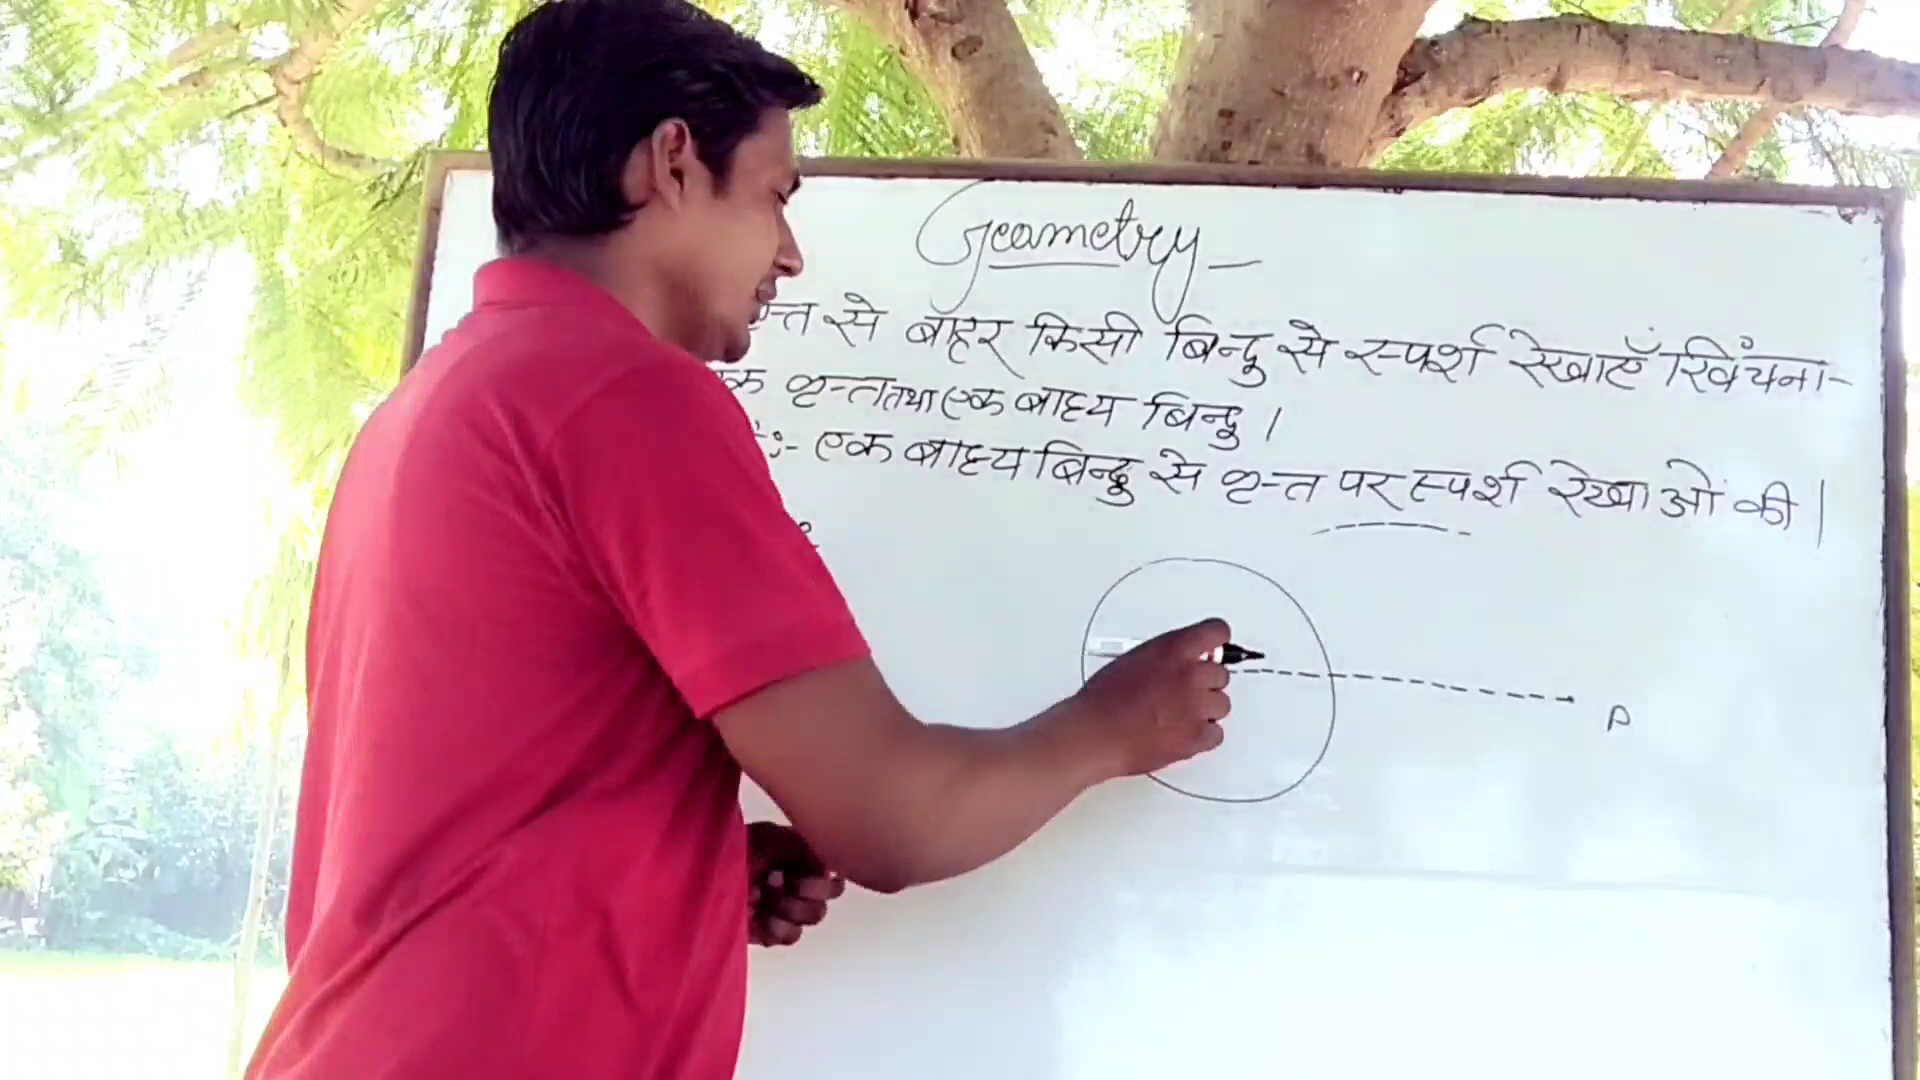 Geometry
से बाहर किसी बिन्दु से स्पर्श रेखाएँ खिंचना-
वृत्त तथा एक बाह्य बिन्दु।
:- एक बाह्य बिन्दु से वृत्त पर स्पर्श रेखाओं की।
P